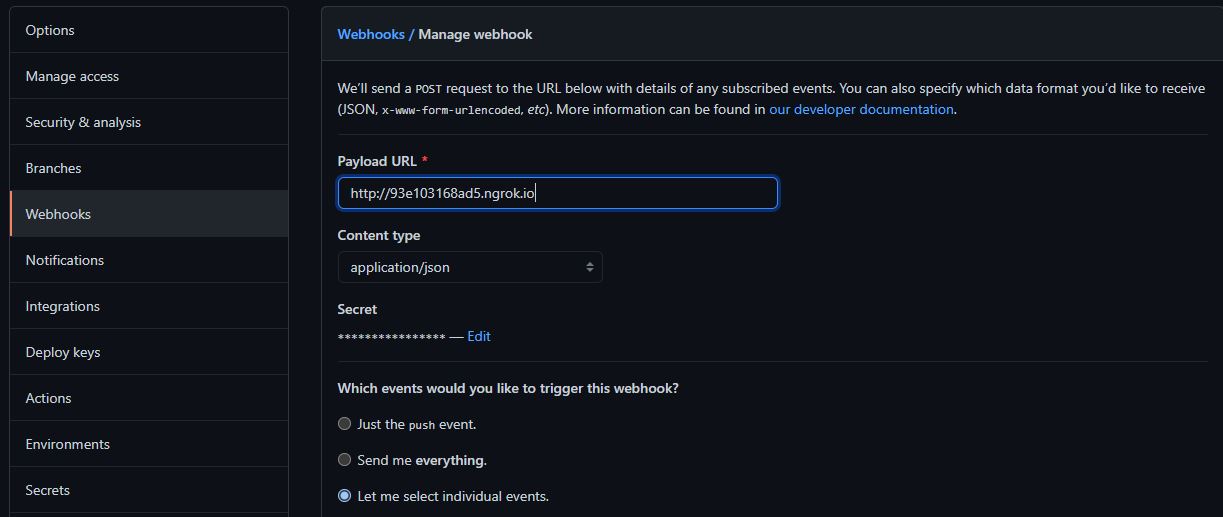 Options
Manage access
Security & analysis
Branches
Webhooks
Notifications
Integrations
Deploy keys
Actions
Environments
Secrets
Webhooks / Manage webhook
We’ll send a POST request to the URL below with details of any subscribed events. You can also specify which data format you’d like to receive
(JSON, x-www-form-urlencoded, etc). More information can be found in our developer documentation.
Payload URL *
http://93e103168ad5.ngrok.io
Content type
application/json
Secret
**************** — Edit
Which events would you like to trigger this webhook?
Just the push event.
Send me everything.
Let me select individual events.